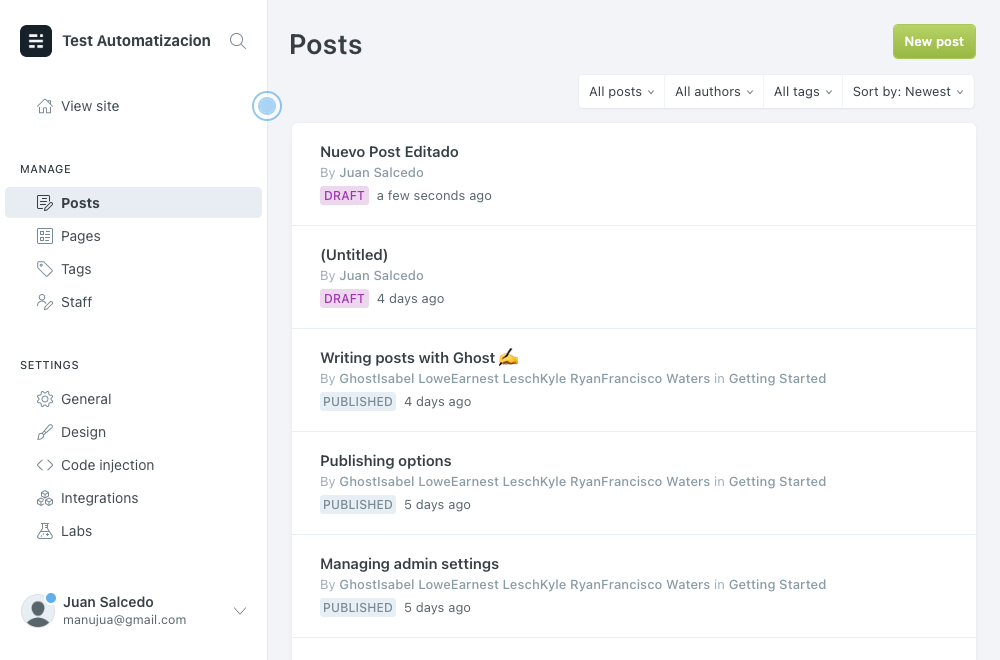 Test Automatizacion
View site
MANAGE
Posts
Pages
Tags
Staff
SETTINGS
General
Design
Code injection
Integrations
Labs
Juan Salcedo
manujua@gmail.com
Posts
New post
All posts All authors All tags Sort by: Newest
Nuevo Post Editado
By Juan Salcedo
DRAFT a few seconds ago
(Untitled)
By Juan Salcedo
DRAFT 4 days ago
Writing posts with Ghost ✍️
By GhostIsabel LoweEarnest LeschKyle RyanFrancisco Waters in Getting Started
PUBLISHED 4 days ago
Publishing options
By GhostIsabel LoweEarnest LeschKyle RyanFrancisco Waters in Getting Started
PUBLISHED 5 days ago
Managing admin settings
By GhostIsabel LoweEarnest LeschKyle RyanFrancisco Waters in Getting Started
PUBLISHED 5 days ago